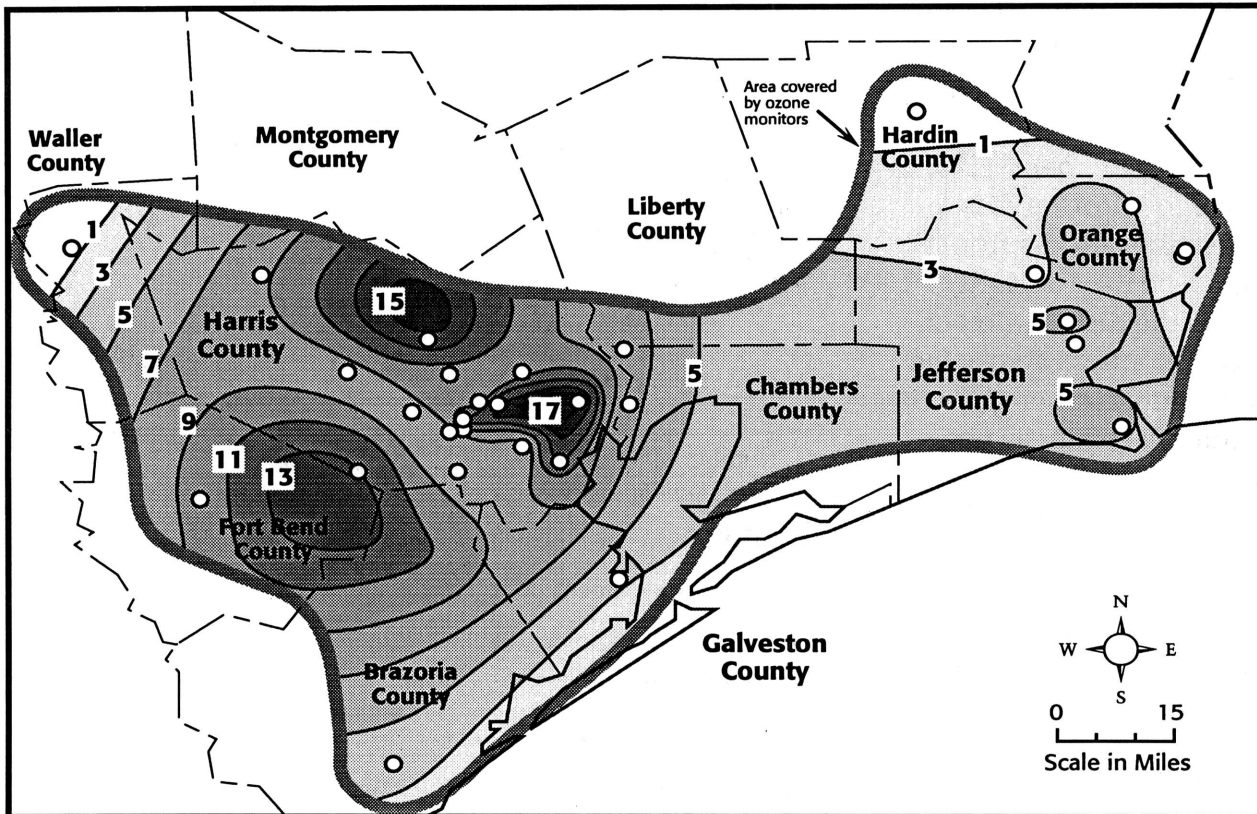 Area covered
by ozone
monitors
Waller
County
Montgomery
County
Liberty
County
Hardin
County
1
1
3
5
7
9
11
13
15
17
5
3
5
5
Harris
County
Orange
County
Chambers
County
Jefferson
County
Fort Bend
County
Brazoria
County
Galveston
County
N
W
E
S
0
15
Scale in Miles